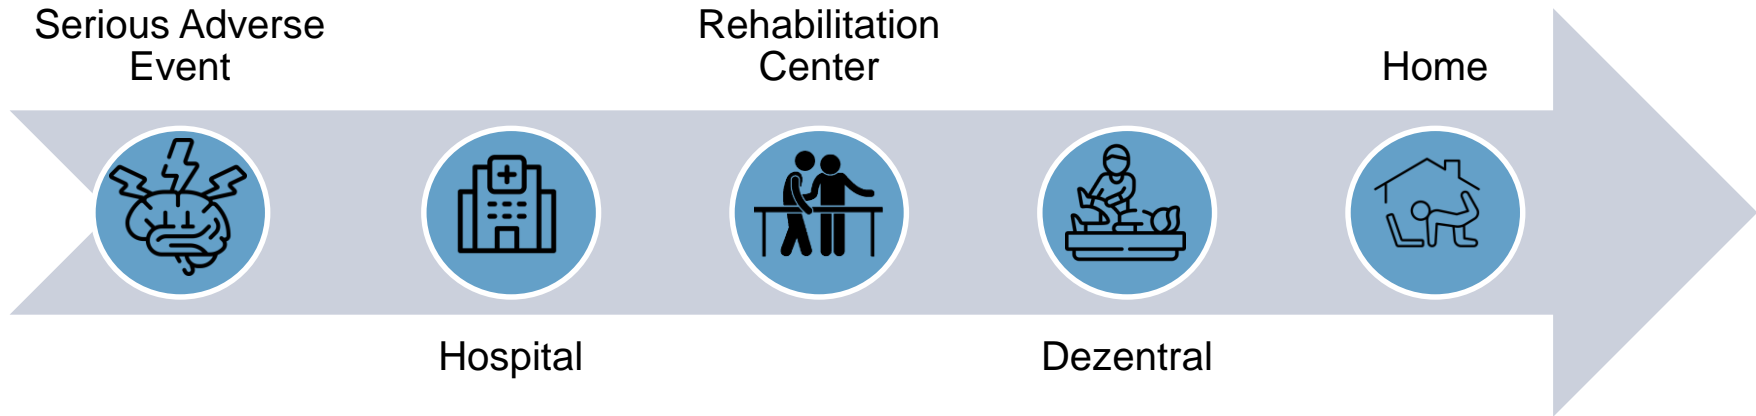 Serious Adverse
Event
Hospital
Rehabilitation
Center
Dezentral
Home